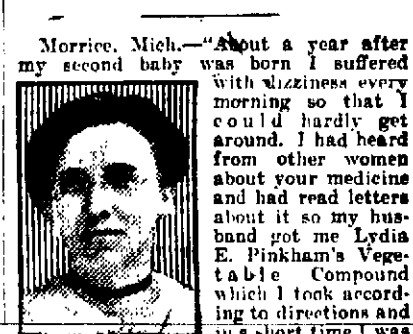 Morrice, Mich.—"About a year after
my second baby was born I suffered
with dizziness every
morning so that I
could hardly get
around. I had heard
from other women
about your medicine
and had read letters
about it so my hus-
band got me Lydia
E. Pinkham's Vege-
table Compound
which I took accord-
ing to directions and
in a short time I was